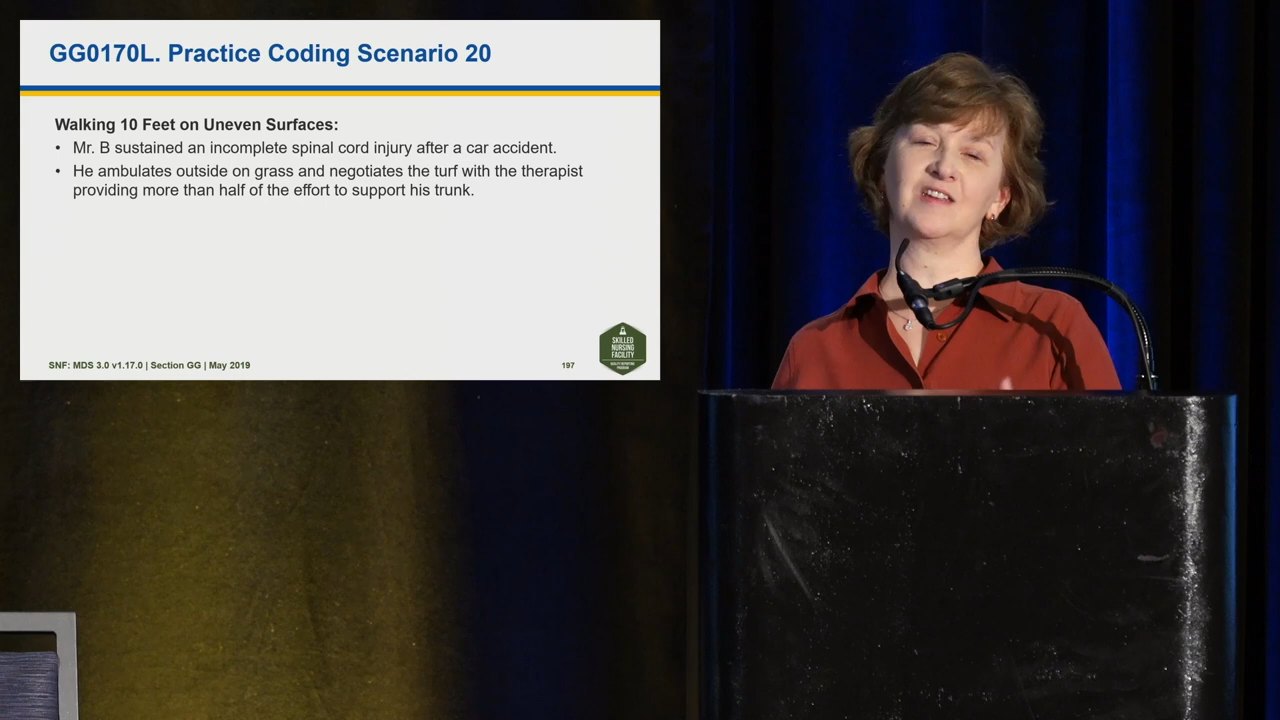 GG0170L. Practice Coding Scenario 20
Walking 10 Feet on Uneven Surfaces:
• Mr. B sustained an incomplete spinal cord injury after a car accident.
• He ambulates outside on grass and negotiates the turf with the therapist
providing more than half of the effort to support his trunk.
SNF: MDS 3.0 v1.17.0 | Section GG | May 2019
197
SKILLED
NURSING
FACILITY
QUALITY REPORTING
PROGRAM